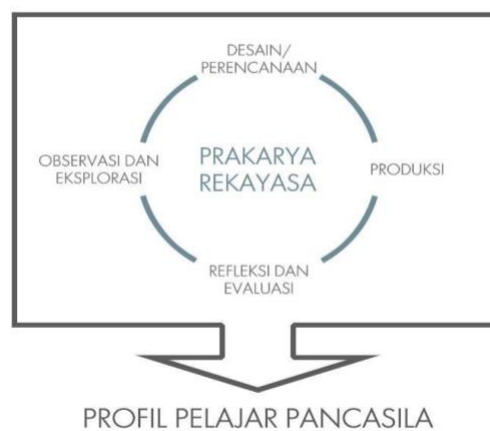 DESAIN/
PERENCANAAN
OBSERVASI DAN
EKSPLORASI
PRAKARYA
REKAYASA
PRODUKSI
REFLEKSI DAN
EVALUASI
PROFIL PELAJAR PANCASILA